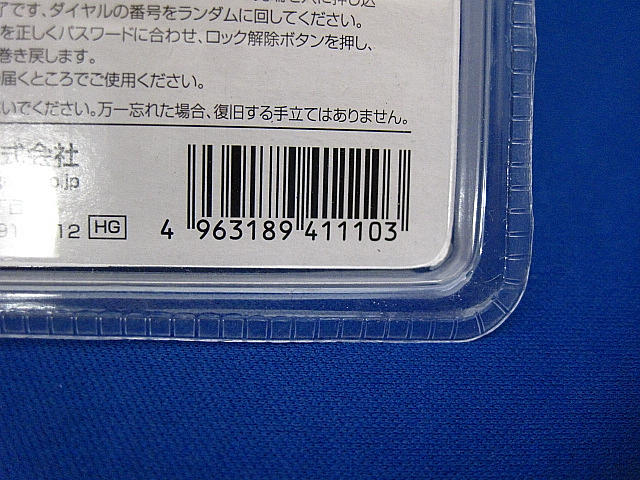 了です、ダイヤルの番号をランダムに回してください。
を正しくパスワードに合わせ、ロック解除ボタンを押し、
巻き戻します。
届くところでご使用ください。
いでください。万一忘れた場合、復旧する手立てはありません。
式会社
.jp
12 HG
4 963189 411103